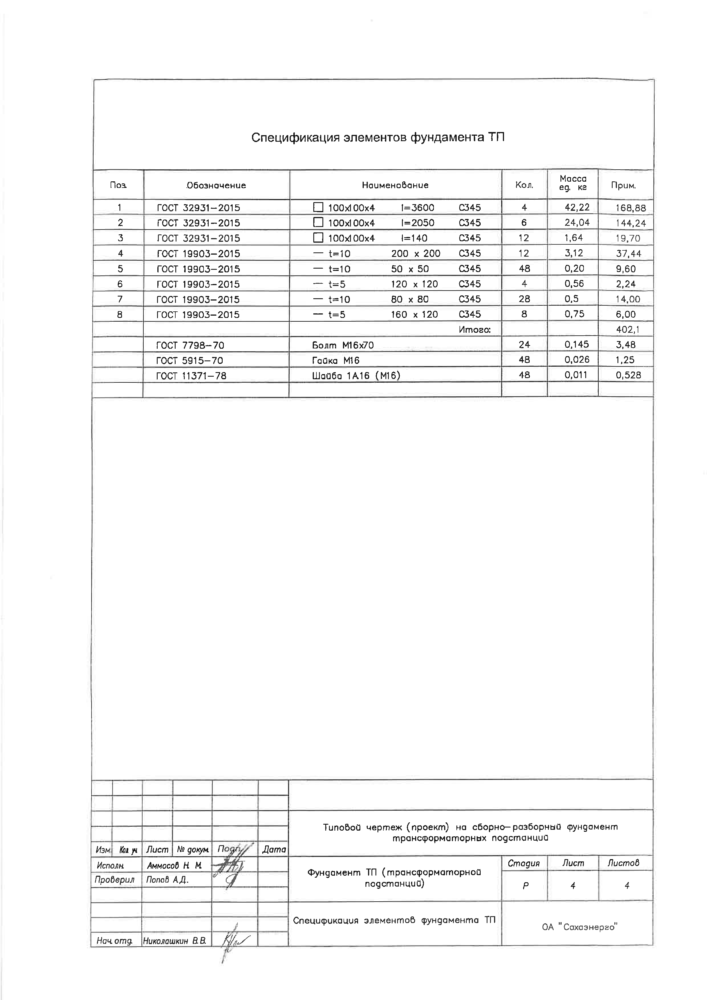 Спецификация элементов фундамента ТП
Поз. Обозначение Наименование Кол. Масса ед. кг Прим.
1 ГОСТ 32931-2015 □ 100х100х4 l=3600 С345 4 42,22 168,88
2 ГОСТ 32931-2015 □ 100х100х4 l=2050 С345 6 24,04 144,24
3 ГОСТ 32931-2015 □ 100х100х4 l=140 С345 12 1,64 19,70
4 ГОСТ 19903-2015 — t=10 200 х 200 С345 12 3,12 37,44
5 ГОСТ 19903-2015 — t=10 50 х 50 С345 48 0,20 9,60
6 ГОСТ 19903-2015 — t=5 120 х 120 С345 4 0,56 2,24
7 ГОСТ 19903-2015 — t=10 80 х 80 С345 28 0,5 14,00
8 ГОСТ 19903-2015 — t=5 160 х 120 С345 8 0,75 6,00
Итого: 402,1
ГОСТ 7798-70 Болт М16х70 24 0,145 3,48
ГОСТ 5915-70 Гайка М16 48 0,026 1,25
ГОСТ 11371-78 Шайба 1А.16 (М16) 48 0,011 0,528
Типовой чертеж (проект) на сборно-разборный фундамент
трансформаторных подстанций
Изм. Кол уч Лист № докум. Подп. Дата
Исполн. Аммосов Н. М.
Проверил Попов А.Д.
Фундамент ТП (трансформаторной
подстанций)
Стадия Лист Листов
Р 4 4
Спецификация элементов фундамента ТП
ОА "Сахаэнерго"
Нач. отд. Николашкин В.В.